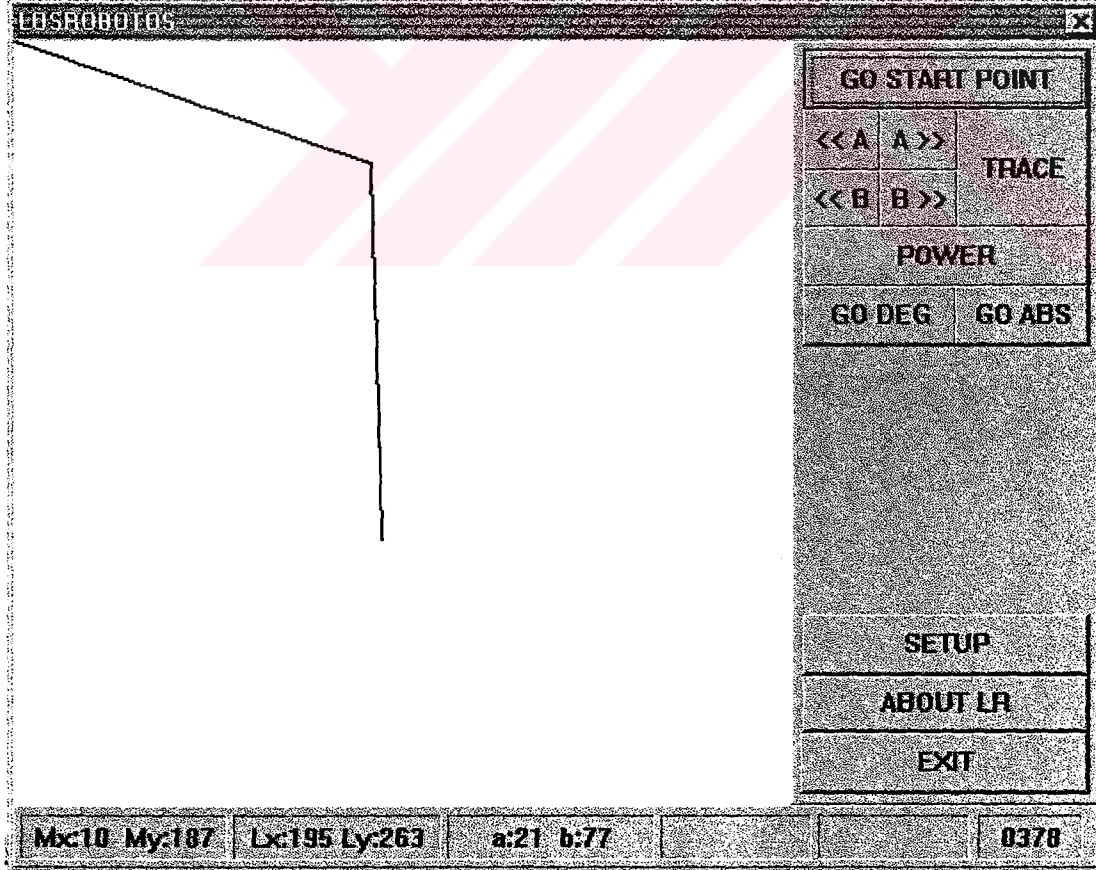 LOSROBOTOS
GO START POINT
<< A A >>
TRACE
<< B B >>
POWER
GO DEG GO ABS
SETUP
ABOUT LR
EXIT
Mx:10 My:187 Lx:195 Ly:263 a:21 b:77 0378